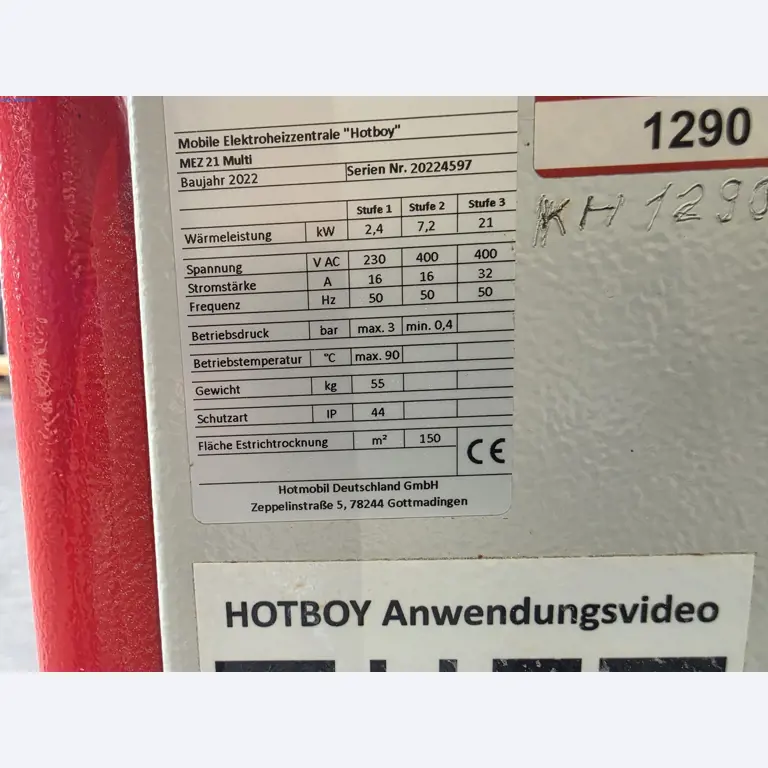 Mobile Elektroheizzentrale "Hotboy"
MEZ 21 Multi
Serien Nr. 20224597
Baujahr 2022
Stufe 1 Stufe 2 Stufe 3
Wärmeleistung kW 2,4 7,2 21
Spannung V AC 230 400 400
Stromstärke A 16 16 32
Frequenz Hz 50 50 50
Betriebsdruck bar max. 3 min. 0,4
Betriebstemperatur °C max. 90
Gewicht kg 55
Schutzart IP 44
Fläche Estrichtrocknung m² 150
CE
Hotmobil Deutschland GmbH
Zeppelinstraße 5, 78244 Gottmadingen
1290
KH 1290
HOTBOY Anwendungsvideo